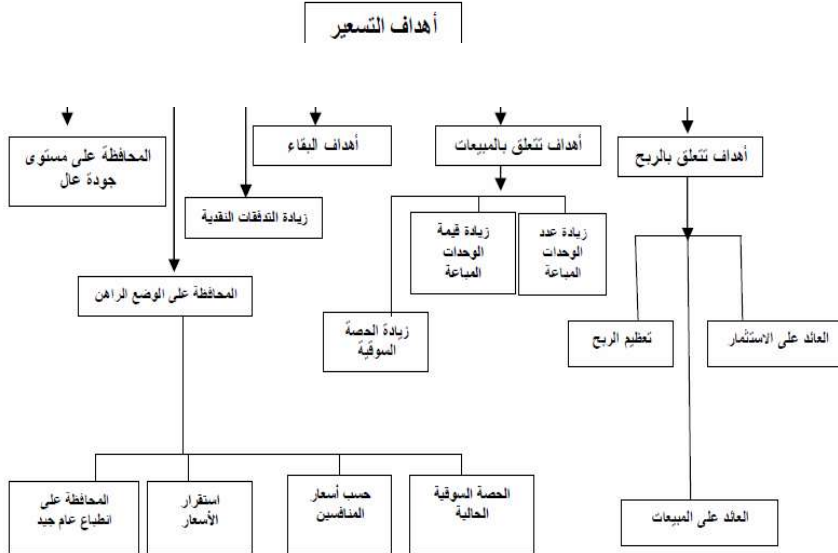 أهداف التسعير
أهداف تتعلق بالربح
أهداف تتعلق بالمبيعات
أهداف البقاء
المحافظة على مستوى
جودة عال
زيادة التدفقات النقدية
زيادة عدد
الوحدات
المباعة
زيادة قيمة
الوحدات
المباعة
المحافظة على الوضع الراهن
زيادة الحصة
السوقية
العائد على الاستثمار
تعظيم الربح
العائد على المبيعات
الحصة السوقية
الحالية
حسب أسعار
المنافسين
استقرار
الأسعار
المحافظة على
انطباع عام جيد